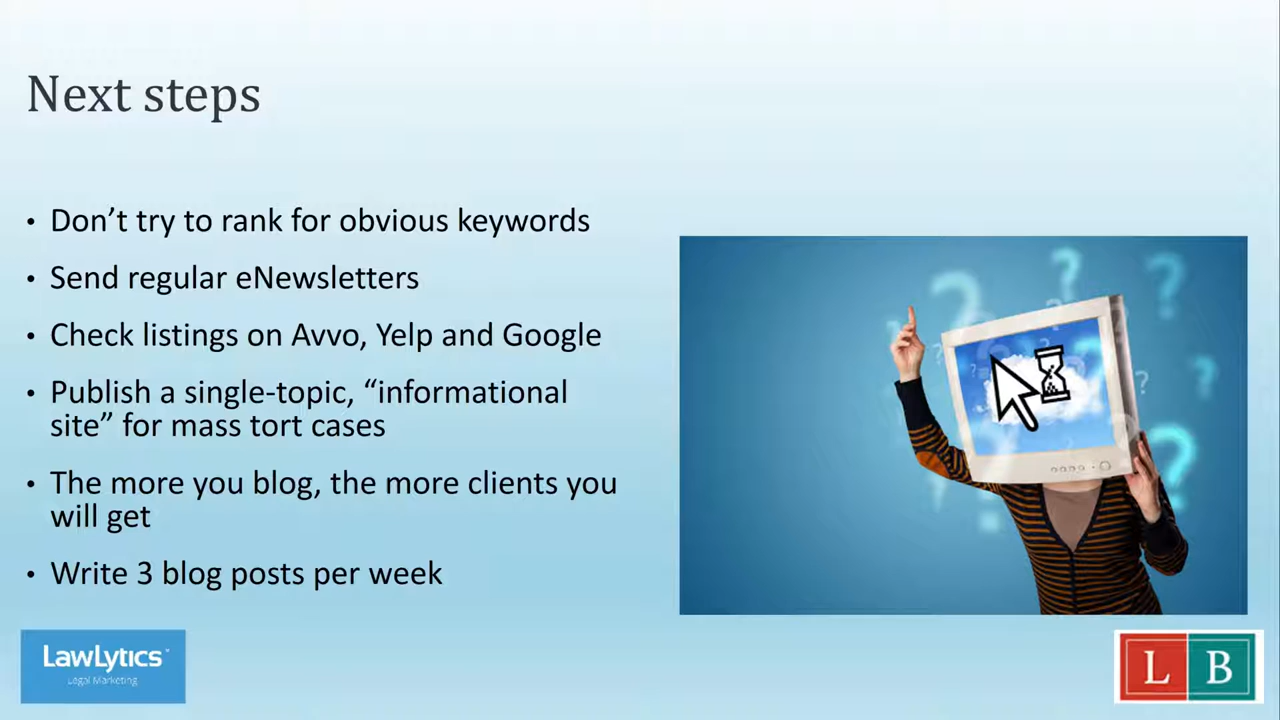 Next steps
• Don’t try to rank for obvious keywords
• Send regular eNewsletters
• Check listings on Avvo, Yelp and Google
• Publish a single-topic, “informational
site” for mass tort cases
• The more you blog, the more clients you
will get
• Write 3 blog posts per week
LawLytics
Legal Marketing
L B